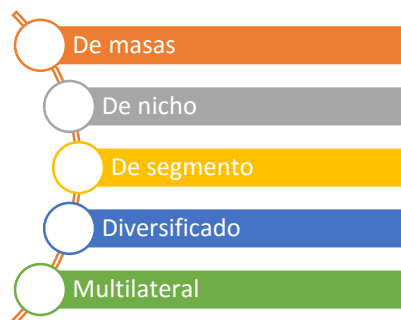 De masas
De nicho
De segmento
Diversificado
Multilateral